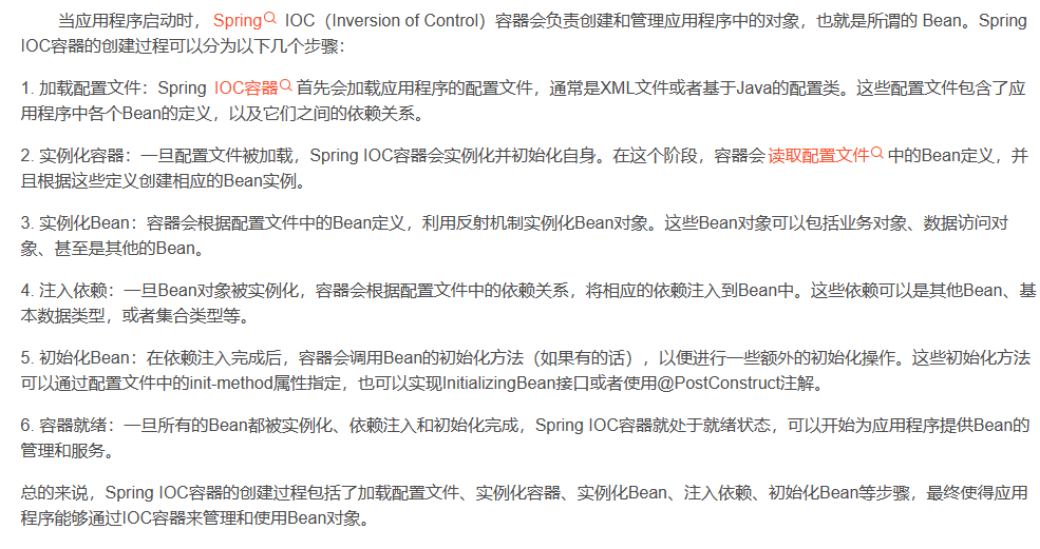 当应用程序启动时， Spring IOC（Inversion of Control）容器会负责创建和管理应用程序中的对象，也就是所谓的 Bean。Spring
IOC容器的创建过程可以分为以下几个步骤：
1. 加载配置文件：Spring IOC容器 首先会加载应用程序的配置文件，通常是XML文件或者基于Java的配置类。这些配置文件包含了应
用程序中各个Bean的定义，以及它们之间的依赖关系。
2. 实例化容器：一旦配置文件被加载，Spring IOC容器会实例化并初始化自身。在这个阶段，容器会 读取配置文件 中的Bean定义，并
且根据这些定义创建相应的Bean实例。
3. 实例化Bean：容器会根据配置文件中的Bean定义，利用反射机制实例化Bean对象。这些Bean对象可以包括业务对象、数据访问对
象、甚至是其他的Bean。
4. 注入依赖：一旦Bean对象被实例化，容器会根据配置文件中的依赖关系，将相应的依赖注入到Bean中。这些依赖可以是其他Bean、基
本数据类型，或者集合类型等。
5. 初始化Bean：在依赖注入完成后，容器会调用Bean的初始化方法（如果有的话），以便进行一些额外的初始化操作。这些初始化方法
可以通过配置文件中的init-method属性指定，也可以实现InitializingBean接口或者使用@PostConstruct注解。
6. 容器就绪：一旦所有的Bean都被实例化、依赖注入和初始化完成，Spring IOC容器就处于就绪状态，可以开始为应用程序提供Bean的
管理和服务。
总的来说，Spring IOC容器的创建过程包括了加载配置文件、实例化容器、实例化Bean、注入依赖、初始化Bean等步骤，最终使得应用
程序能够通过IOC容器来管理和使用Bean对象。